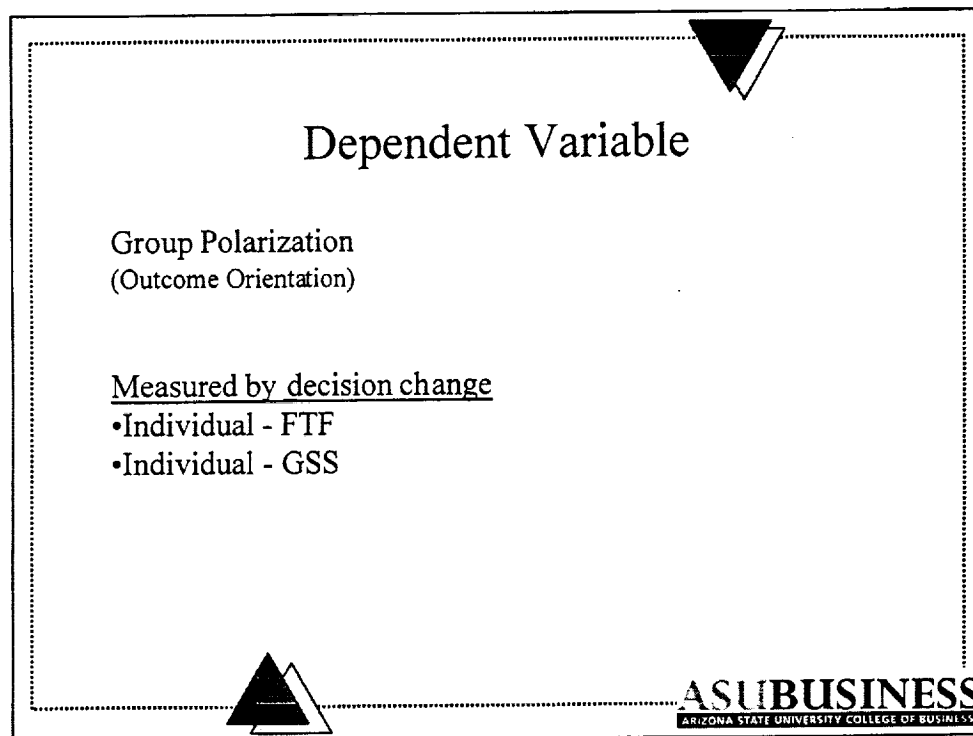 Dependent Variable
Group Polarization
(Outcome Orientation)
Measured by decision change
•Individual - FTF
•Individual - GSS
ASUBUSINESS
ARIZONA STATE UNIVERSITY COLLEGE OF BUSINESS